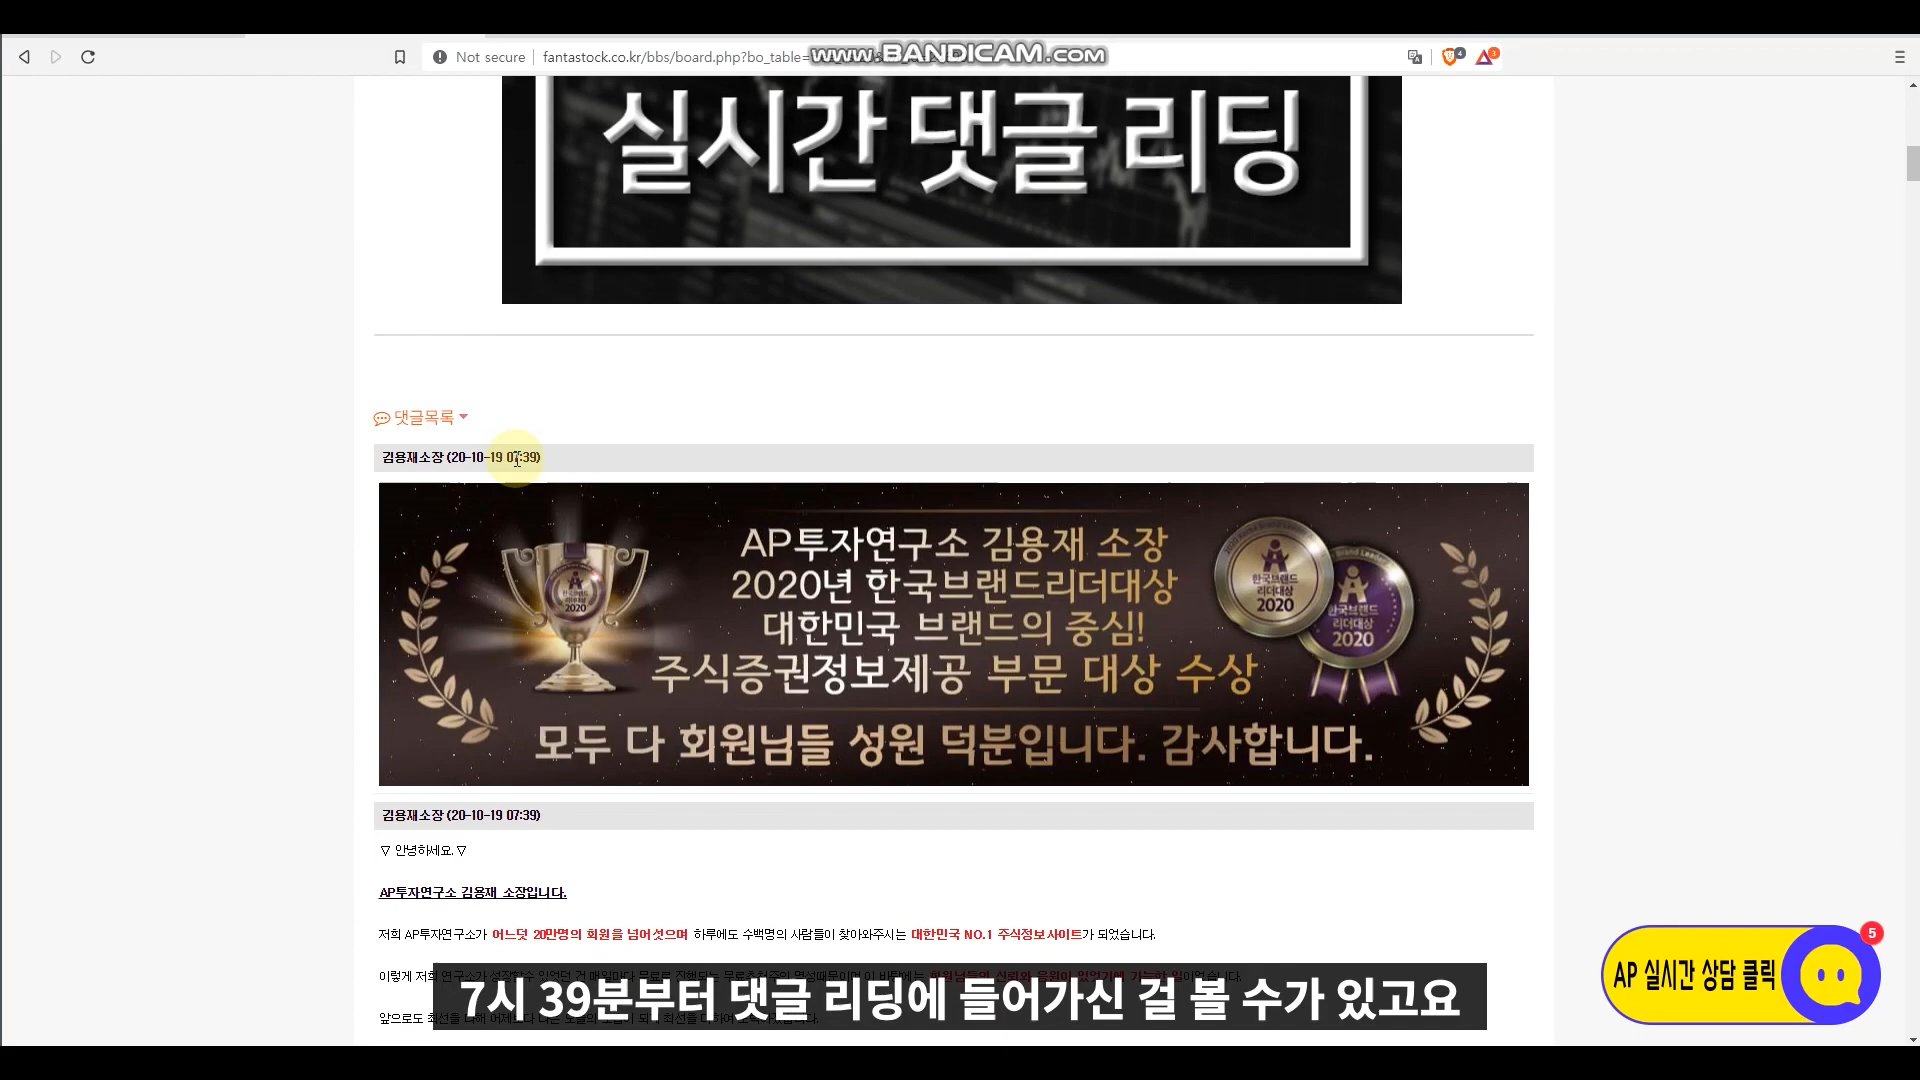 Not secure
fantastock.co.kr/bbs/board.php?bo_table=
www.BANDICAM.com
4
3
실시간 댓글 리딩
댓글목록
김용재소장 (20-10-19 07:39)
AP투자연구소 김용재 소장
2020년 한국브랜드리더대상
대한민국 브랜드의 중심!
주식증권정보제공 부문 대상 수상
모두 다 회원님들 성원 덕분입니다. 감사합니다.
한국브랜드
리더대상
2020
한국브랜드
리더대상
2020
김용재소장 (20-10-19 07:39)
▽ 안녕하세요. ▽
AP투자연구소 김용재 소장입니다.
저희 AP투자연구소가 어느덧 20만명의 회원을 넘어섯으며 하루에도 수백명의 사람들이 찾아와주시는 대한민국 NO.1 주식정보사이트가 되었습니다.
이렇게 저희
앞으로도
7시 39분부터 댓글 리딩에 들어가신 걸 볼 수가 있고요
AP 실시간 상담 클릭
5